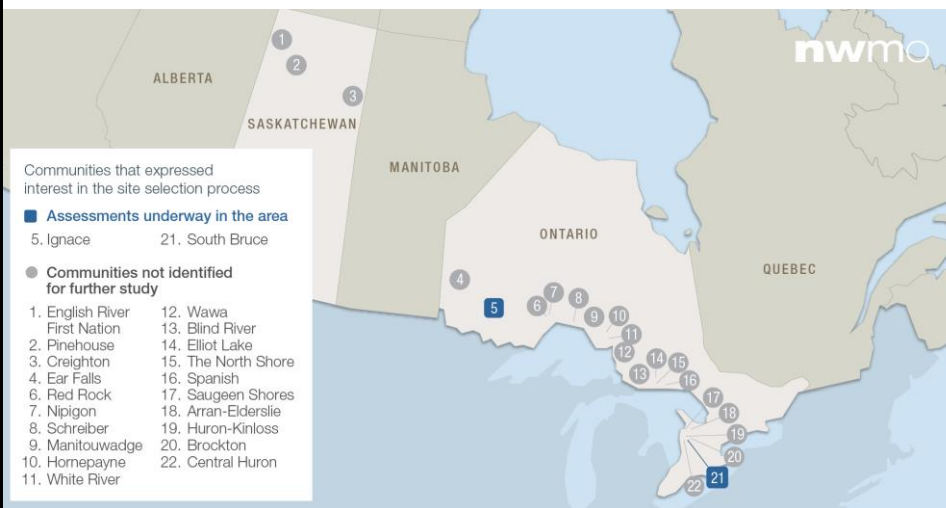 nwmo
ALBERTA
SASKATCHEWAN
MANITOBA
ONTARIO
QUEBEC
Communities that expressed
interest in the site selection process
Assessments underway in the area
5. Ignace
21. South Bruce
Communities not identified
for further study
1. English River
First Nation
2. Pinehouse
3. Creighton
4. Ear Falls
6. Red Rock
7. Nipigon
8. Schreiber
9. Manitouwadge
10. Hornepayne
11. White River
12. Wawa
13. Blind River
14. Elliot Lake
15. The North Shore
16. Spanish
17. Saugeen Shores
18. Arran-Elderslie
19. Huron-Kinloss
20. Brockton
22. Central Huron
1
2
3
4
5
6
7
8
9
10
11
12
13
14
15
16
17
18
19
20
21
22